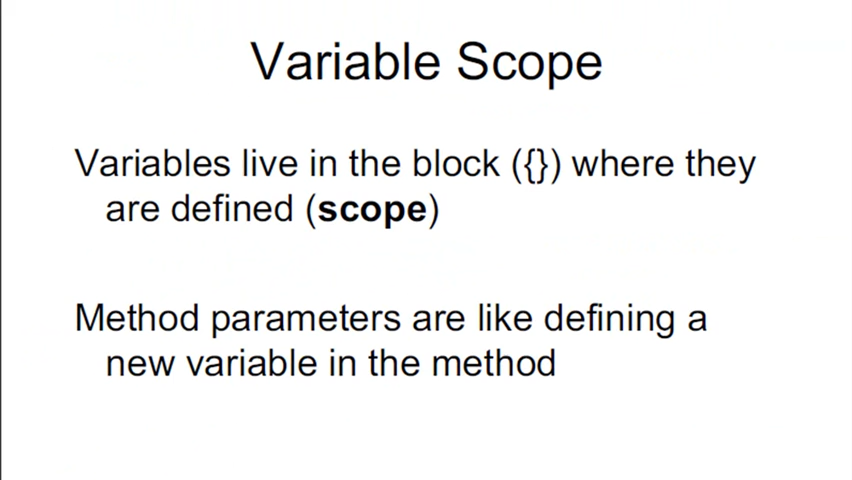 Variable Scope
Variables live in the block ({}) where they
are defined (scope)
Method parameters are like defining a
new variable in the method